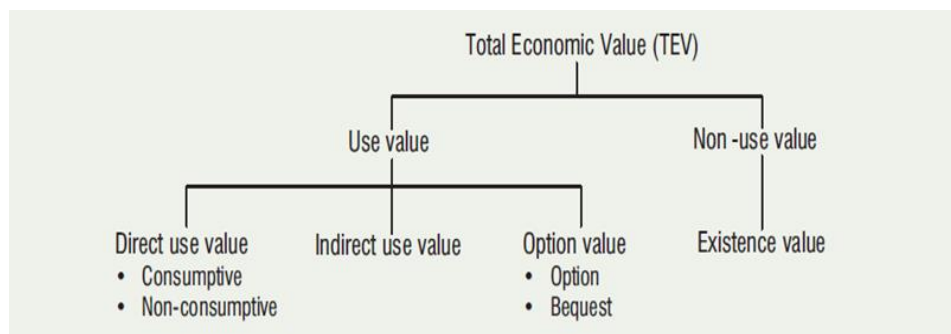 Total Economic Value (TEV)
Use value
Non -use value
Direct use value
• Consumptive
• Non-consumptive
Indirect use value
Option value
• Option
• Bequest
Existence value